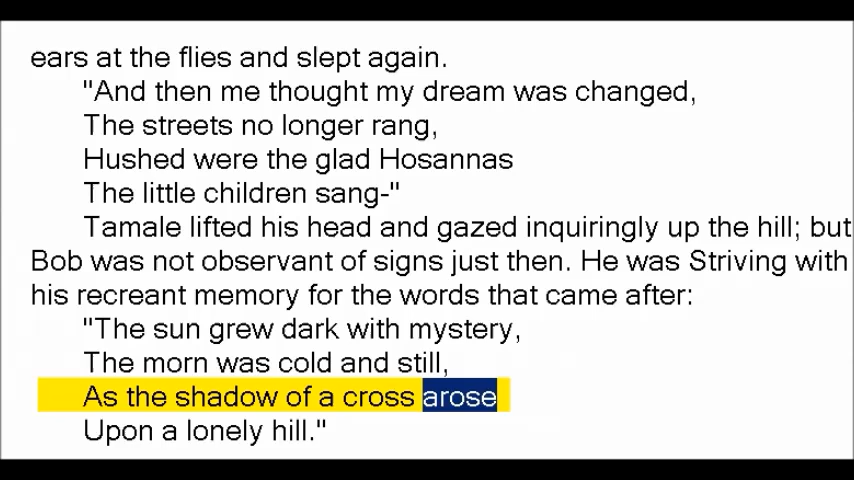 ears at the flies and slept again.
"And then me thought my dream was changed,
The streets no longer rang,
Hushed were the glad Hosannas
The little children sang-"
Tamale lifted his head and gazed inquiringly up the hill; but
Bob was not observant of signs just then. He was Striving with
his recreant memory for the words that came after:
"The sun grew dark with mystery,
The morn was cold and still,
As the shadow of a cross arose
Upon a lonely hill."